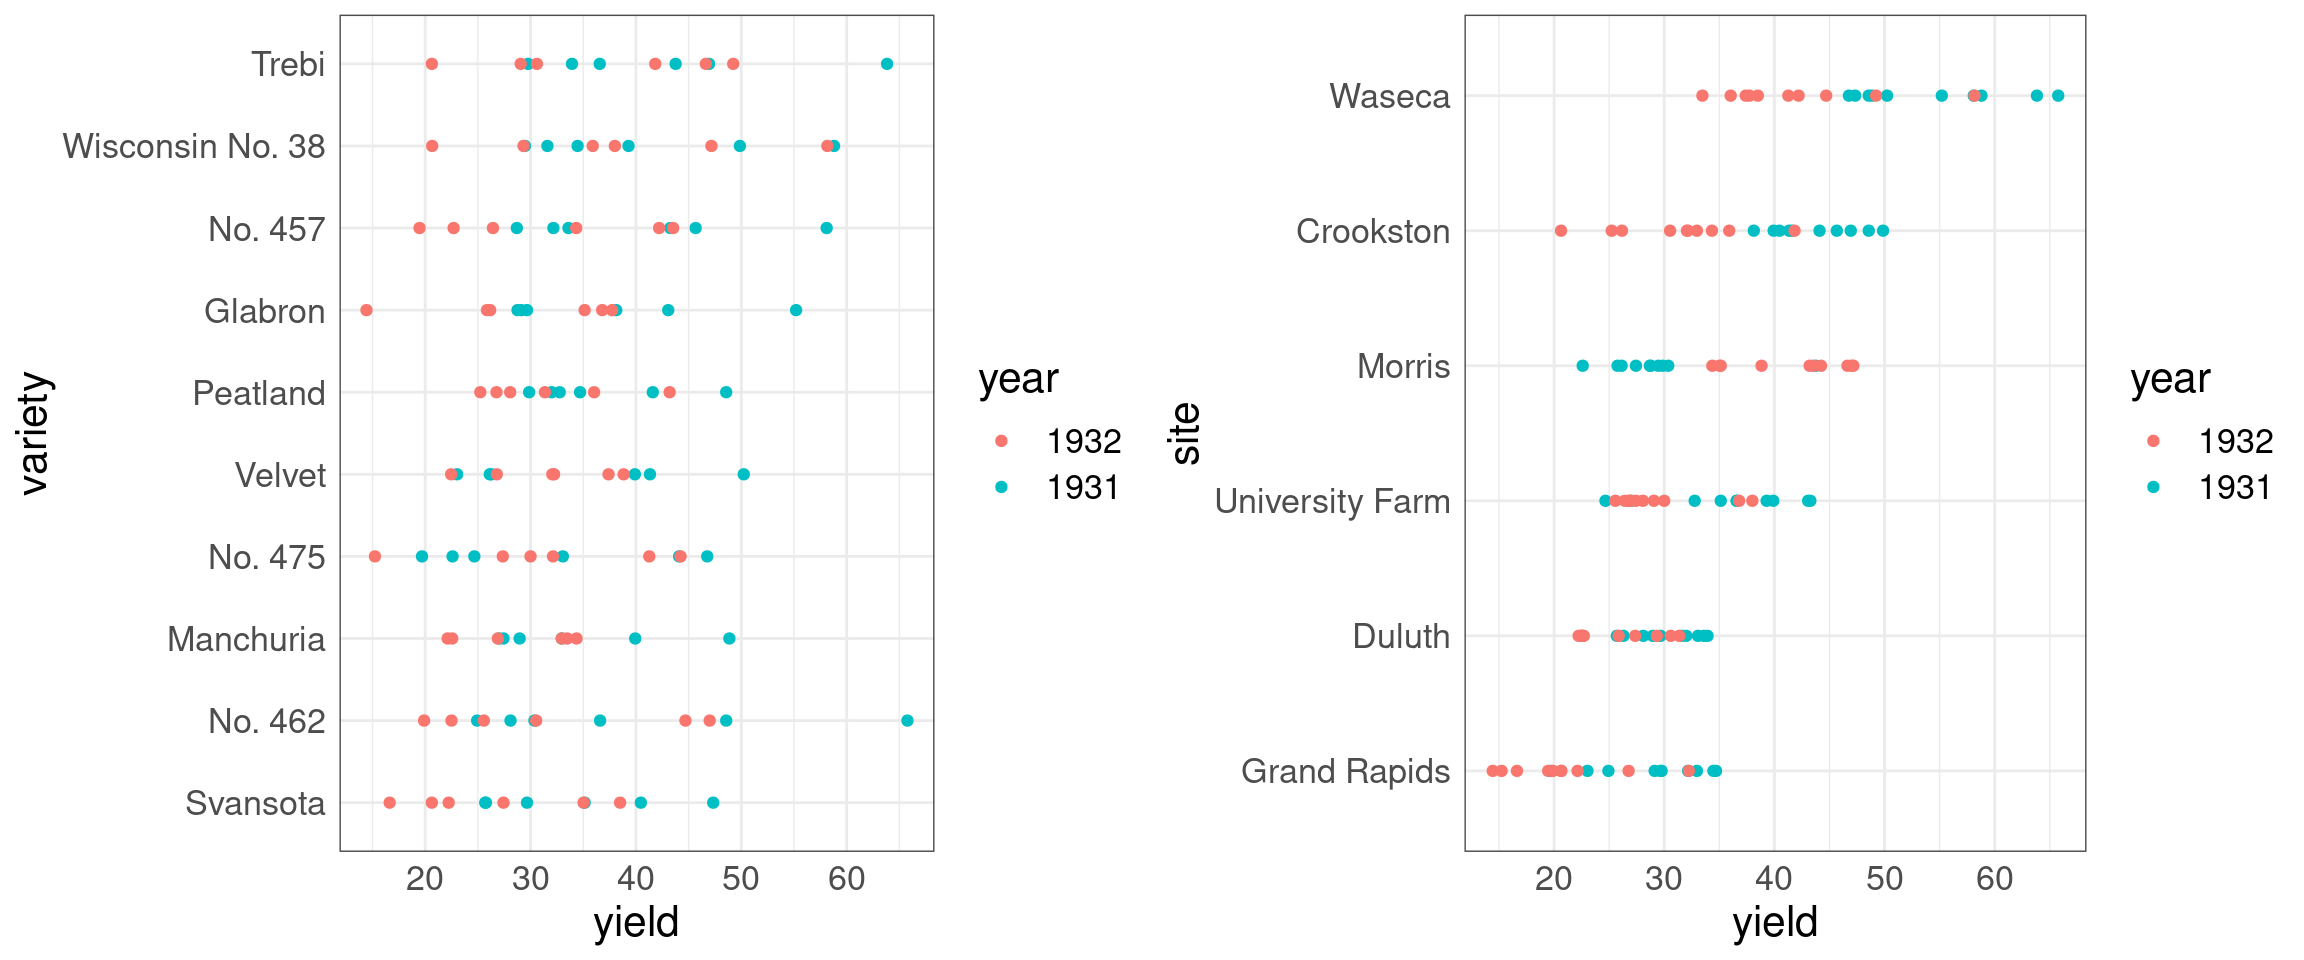 variety
Trebi
Wisconsin No. 38
No. 457
Glabron
Peatland
Velvet
No. 475
Manchuria
No. 462
Svansota
20 30 40 50 60
yield
year
1932
1931
site
Waseca
Crookston
Morris
University Farm
Duluth
Grand Rapids
20 30 40 50 60
yield
year
1932
1931